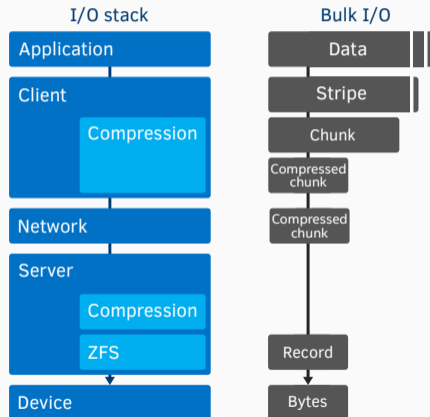 I/O stack
Bulk I/O
Application
Data
Client
Stripe
Compression
Chunk
Compressed
chunk
Network
Compressed
chunk
Server
Compression
ZFS
Record
Device
Bytes